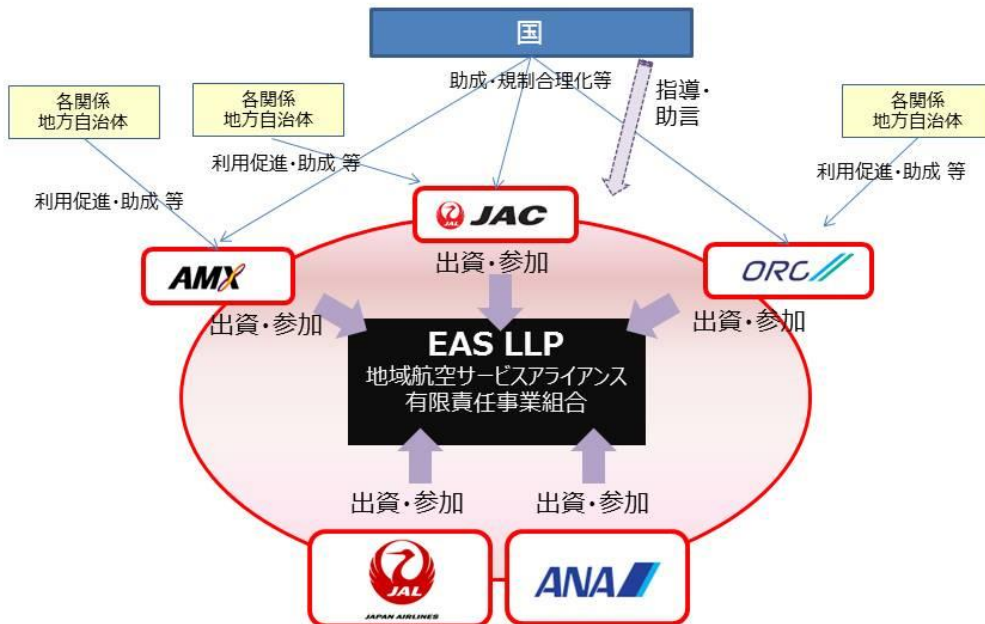 国
助成・規制合理化等
指導・
助言
各関係
地方自治体
各関係
地方自治体
各関係
地方自治体
利用促進・助成 等
利用促進・助成 等
利用促進・助成 等
JAL JAC
出資・参加
AMX
出資・参加
ORC
出資・参加
EAS LLP
地域航空サービスアライアンス
有限責任事業組合
出資・参加
出資・参加
JAL
JAPAN AIRLINES
ANA